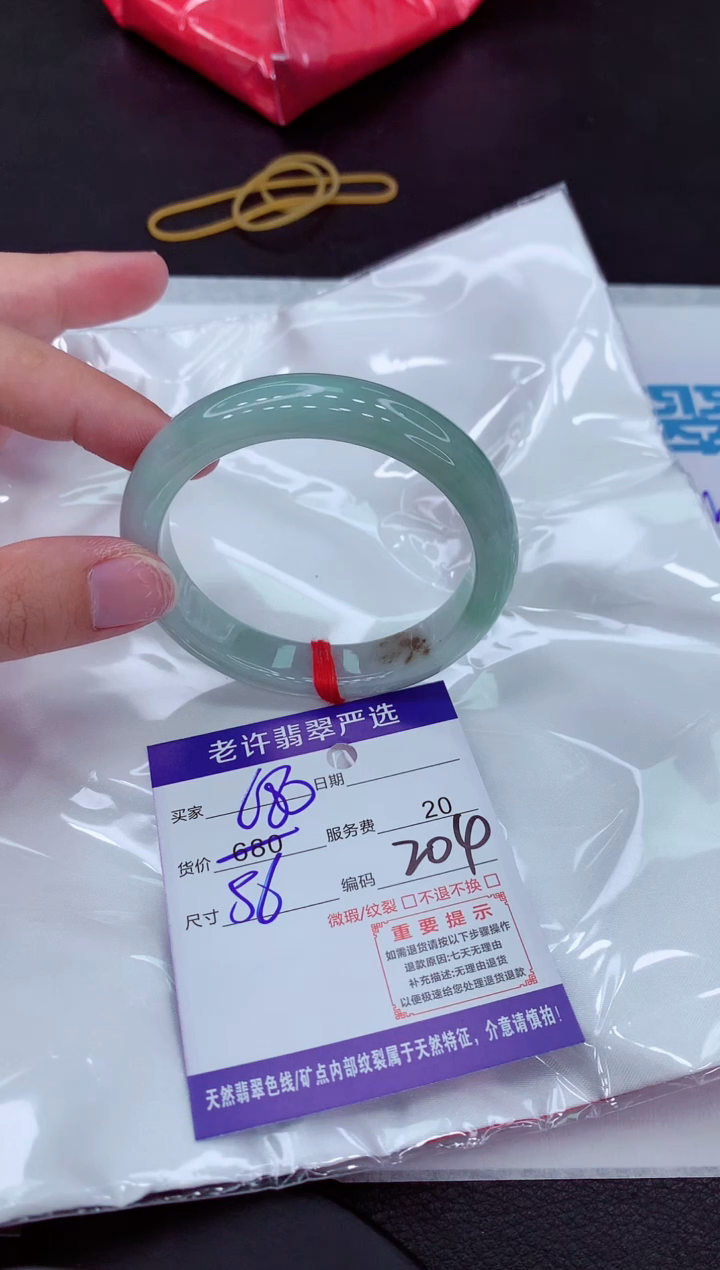 老许翡翠严选
买家 680 日期
货价 680 服务费 20
尺寸 56 编码 204
微瑕/纹裂 □不退不换 □
重要提示
如需退货请按以下步骤操作
退款原因:七天无理由
补充描述:无理由退货
以便极速给您处理退货退款
天然翡翠色线/矿点内部纹裂属于天然特征，介意请慎拍！